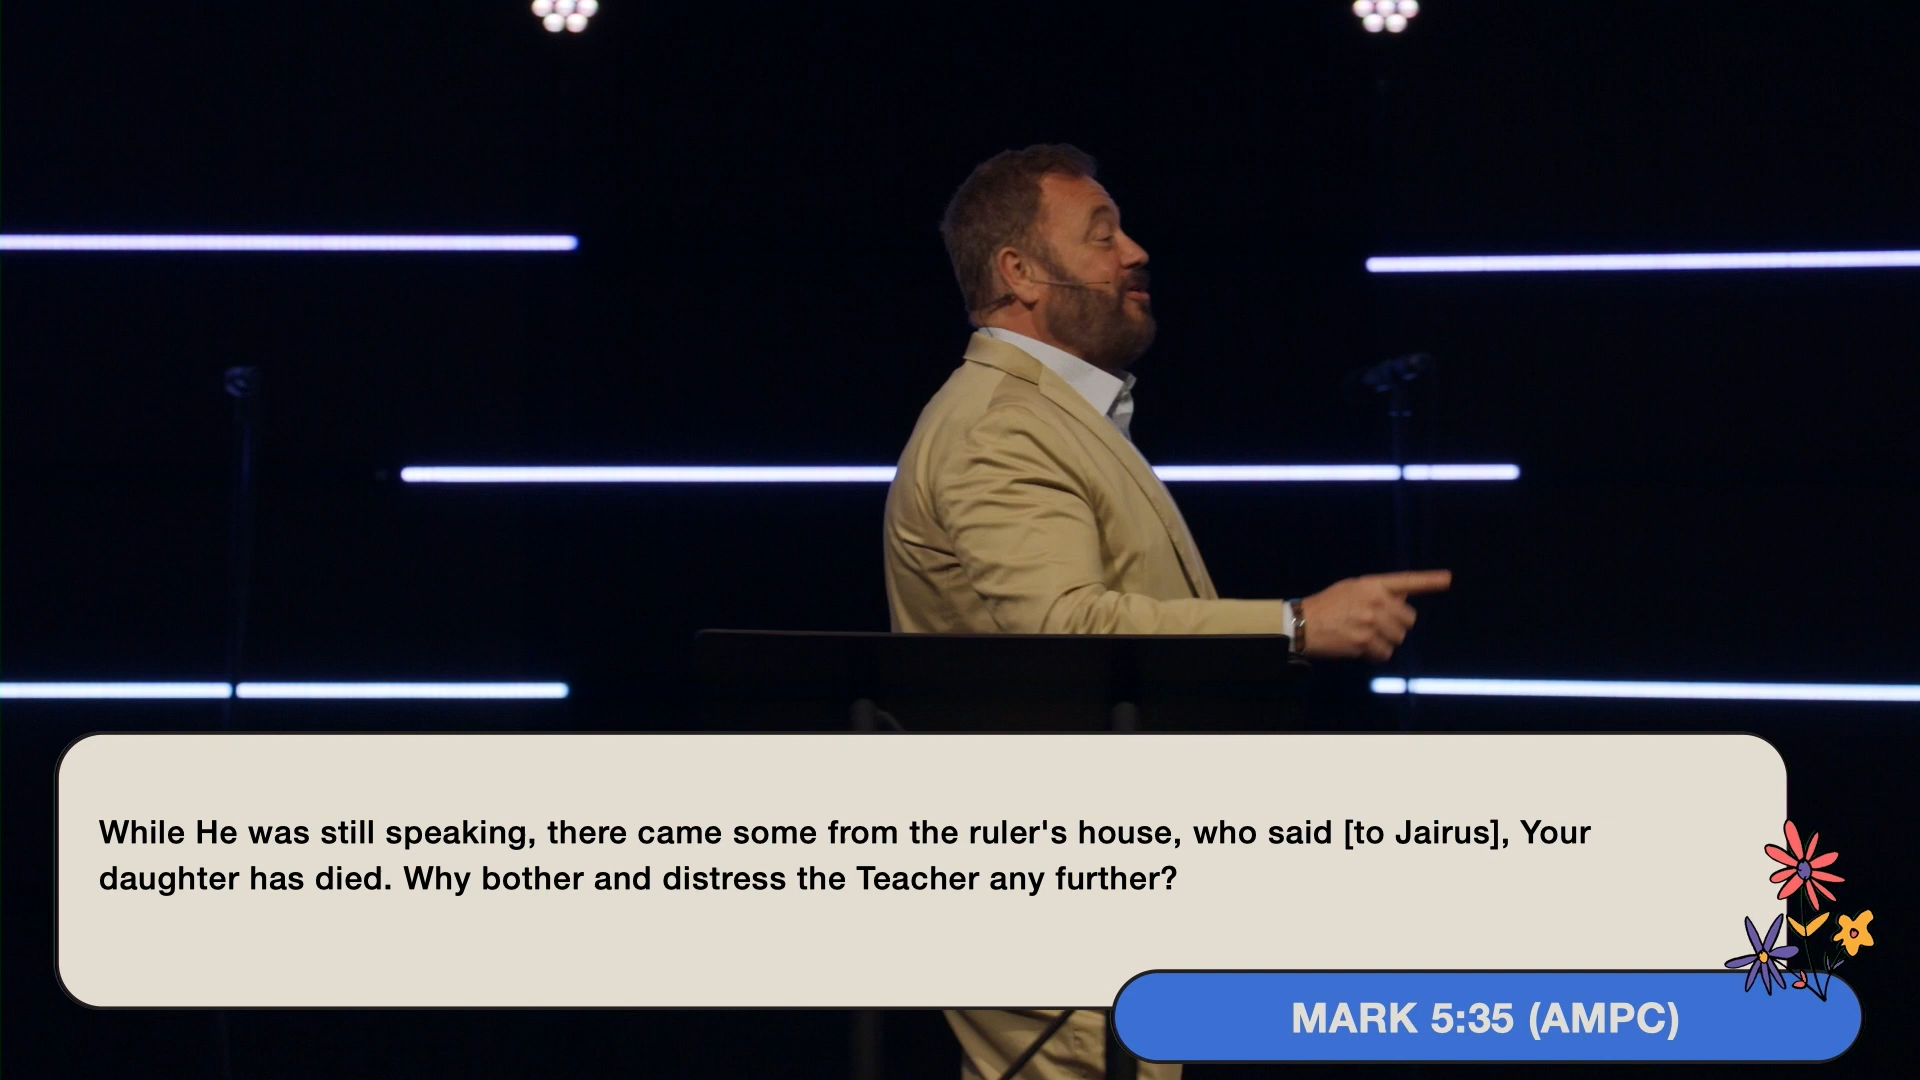 While He was still speaking, there came some from the ruler's house, who said [to Jairus], Your
daughter has died. Why bother and distress the Teacher any further?
MARK 5:35 (AMPC)